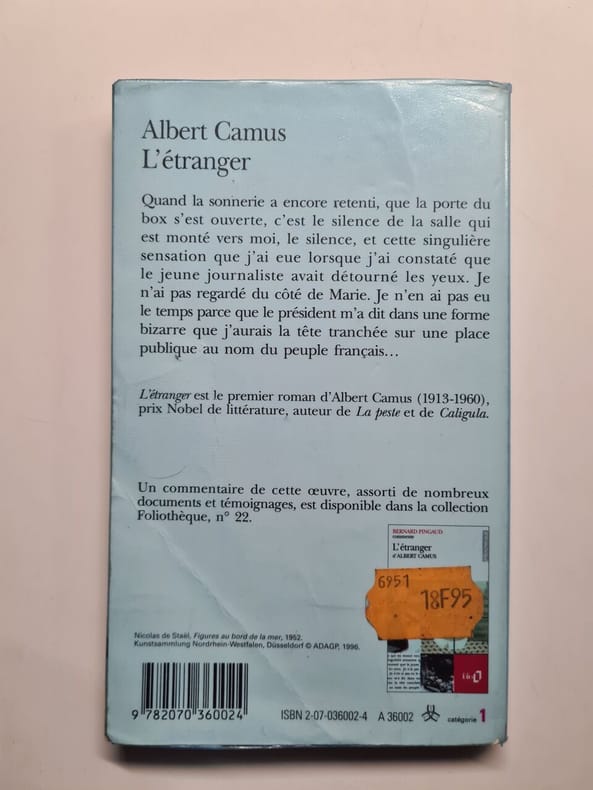 Albert Camus
L'étranger
Quand la sonnerie a encore retenti, que la porte du
box s'est ouverte, c'est le silence de la salle qui
est monté vers moi, le silence, et cette singulière
sensation que j'ai eue lorsque j'ai constaté que
le jeune journaliste avait détourné les yeux. Je
n'ai pas regardé du côté de Marie. Je n'en ai pas eu
le temps parce que le président m'a dit dans une forme
bizarre que j'aurais la tête tranchée sur une place
publique au nom du peuple français...
L'étranger est le premier roman d'Albert Camus (1913-1960),
prix Nobel de littérature, auteur de La peste et de Caligula.
Un commentaire de cette œuvre, assorti de nombreux
documents et témoignages, est disponible dans la collection
Foliothèque, n° 22.
BERNARD PINGAUD
commente
L'étranger
d'ALBERT CAMUS
6951
18F95
Nicolas de Staël, Figures au bord de la mer, 1952.
Kunstsammlung Nordrhein-Westfalen, Düsseldorf © ADAGP, 1996.
9 782070 360024
ISBN 2-07-036002-4 A 36002 catégorie 1